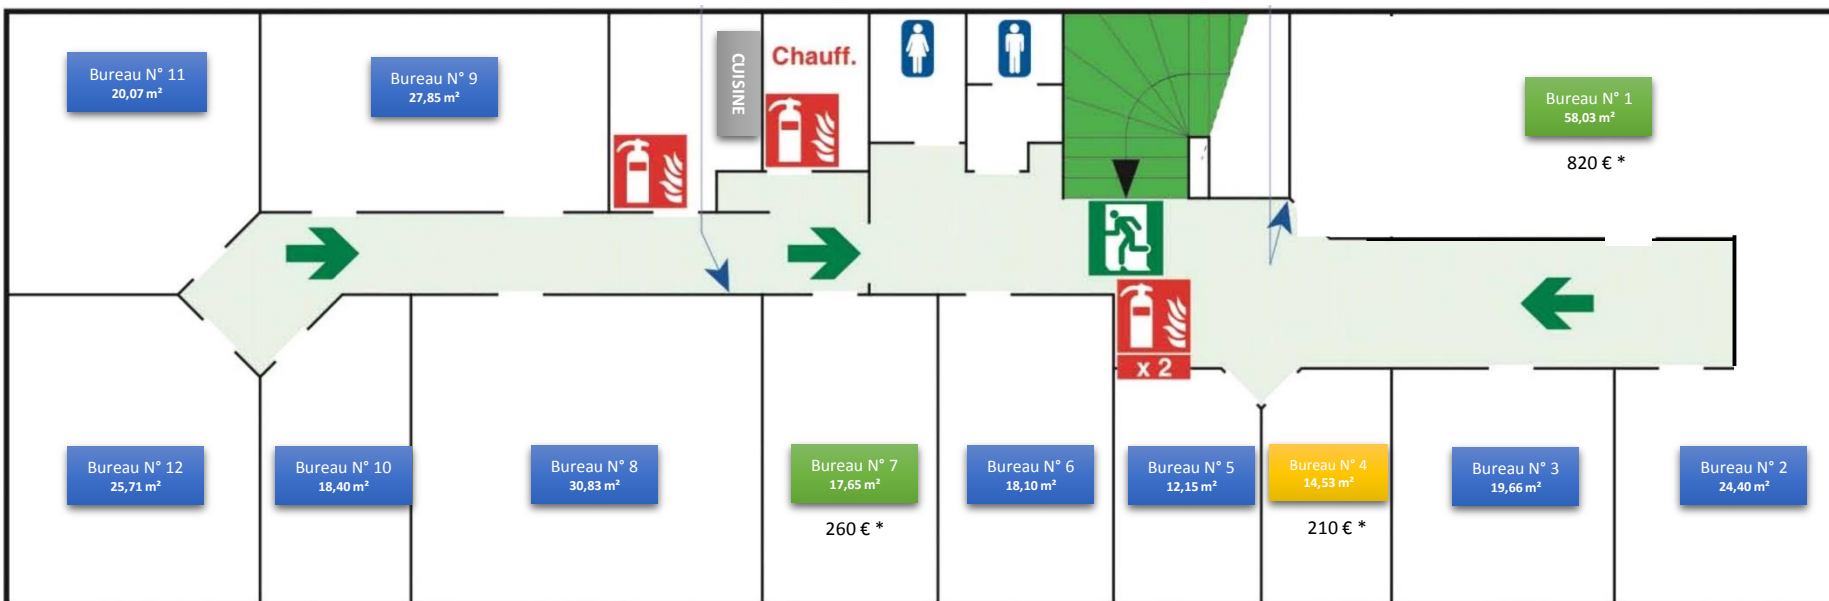 Bureau N° 11
20,07 m²
Bureau N° 9
27,85 m²
CUISINE
Chauff.
Bureau N° 1
58,03 m²
820 € *
x 2
Bureau N° 12
25,71 m²
Bureau N° 10
18,40 m²
Bureau N° 8
30,83 m²
Bureau N° 7
17,65 m²
260 € *
Bureau N° 6
18,10 m²
Bureau N° 5
12,15 m²
Bureau N° 4
14,53 m²
210 € *
Bureau N° 3
19,66 m²
Bureau N° 2
24,40 m²